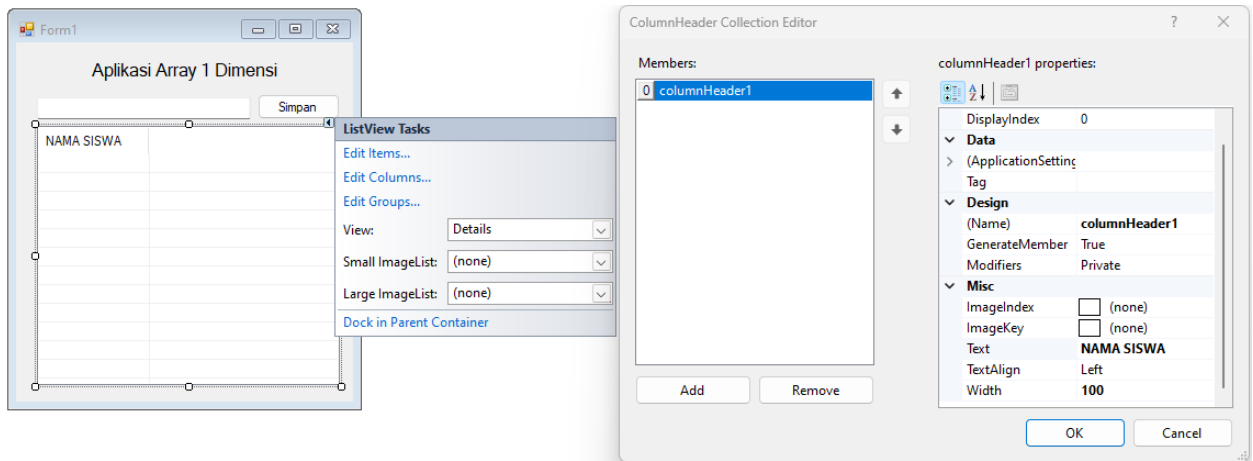 Form1
Aplikasi Array 1 Dimensi
Simpan
NAMA SISWA
ListView Tasks
Edit Items...
Edit Columns...
Edit Groups...
View: Details
Small ImageList: (none)
Large ImageList: (none)
Dock in Parent Container
ColumnHeader Collection Editor
Members:
0 columnHeader1
Add Remove
columnHeader1 properties:
DisplayIndex 0
Data
(ApplicationSetting
Tag
Design
(Name) columnHeader1
GenerateMember True
Modifiers Private
Misc
ImageIndex (none)
ImageKey (none)
Text NAMA SISWA
TextAlign Left
Width 100
OK Cancel